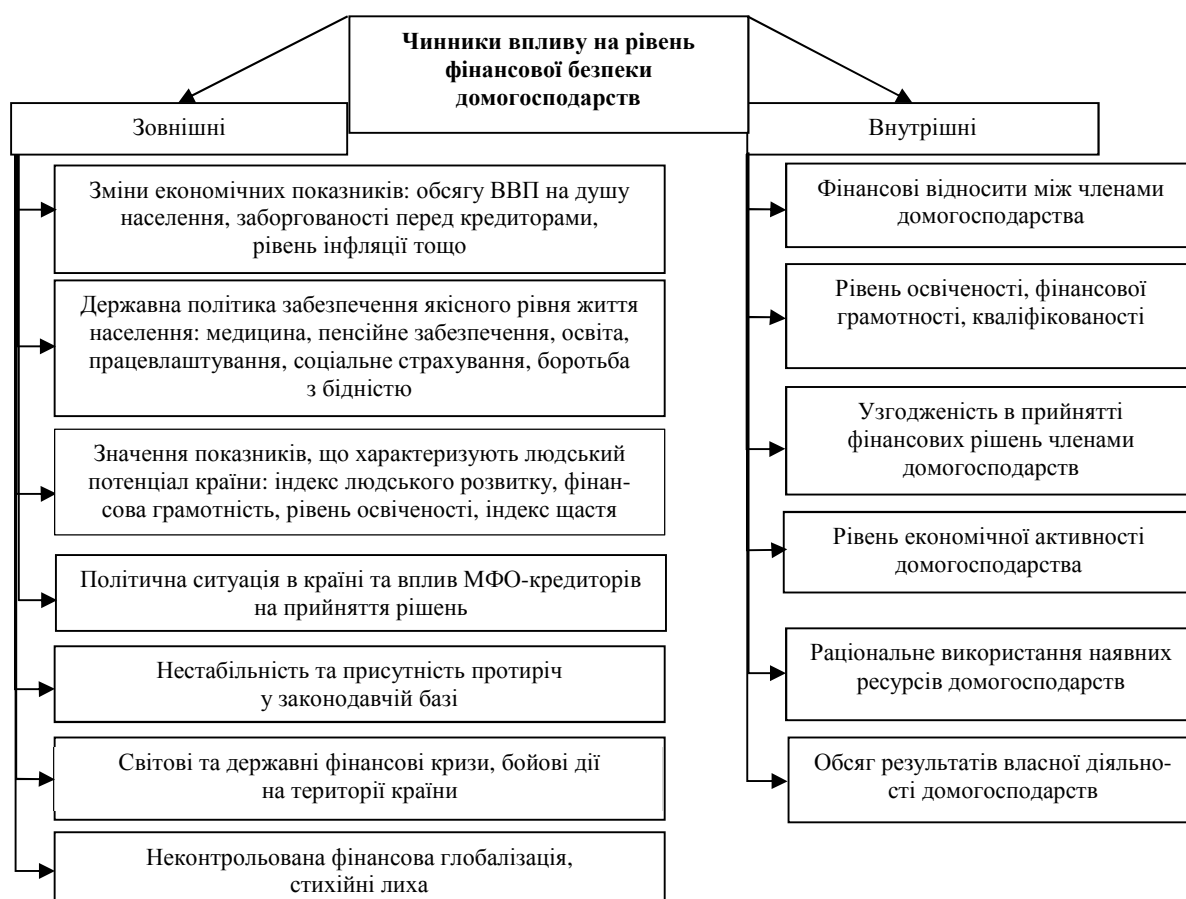 Чинники впливу на рівень
фінансової безпеки
домогосподарств
Зовнішні
Зміни економічних показників: обсягу ВВП на душу
населення, заборгованості перед кредиторами,
рівень інфляції тощо
Державна політика забезпечення якісного рівня життя
населення: медицина, пенсійне забезпечення, освіта,
працевлаштування, соціальне страхування, боротьба
з бідністю
Значення показників, що характеризують людський
потенціал країни: індекс людського розвитку, фінан-
сова грамотність, рівень освіченості, індекс щастя
Політична ситуація в країні та вплив МФО-кредиторів
на прийняття рішень
Нестабільність та присутність протиріч
у законодавчій базі
Світові та державні фінансові кризи, бойові дії
на території країни
Неконтрольована фінансова глобалізація,
стихійні лиха
Внутрішні
Фінансові відносити між членами
домогосподарства
Рівень освіченості, фінансової
грамотності, кваліфікованості
Узгодженість в прийнятті
фінансових рішень членами
домогосподарств
Рівень економічної активності
домогосподарства
Раціональне використання наявних
ресурсів домогосподарств
Обсяг результатів власної діяльно-
сті домогосподарств